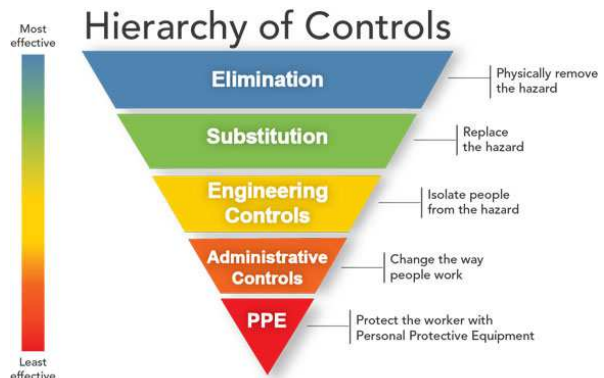 Hierarchy of Controls
Most
effective
Elimination
Physically remove
the hazard
Substitution
Replace
the hazard
Engineering
Controls
Isolate people
from the hazard
Administrative
Controls
Change the way
people work
PPE
Protect the worker with
Personal Protective Equipment
Least
effective